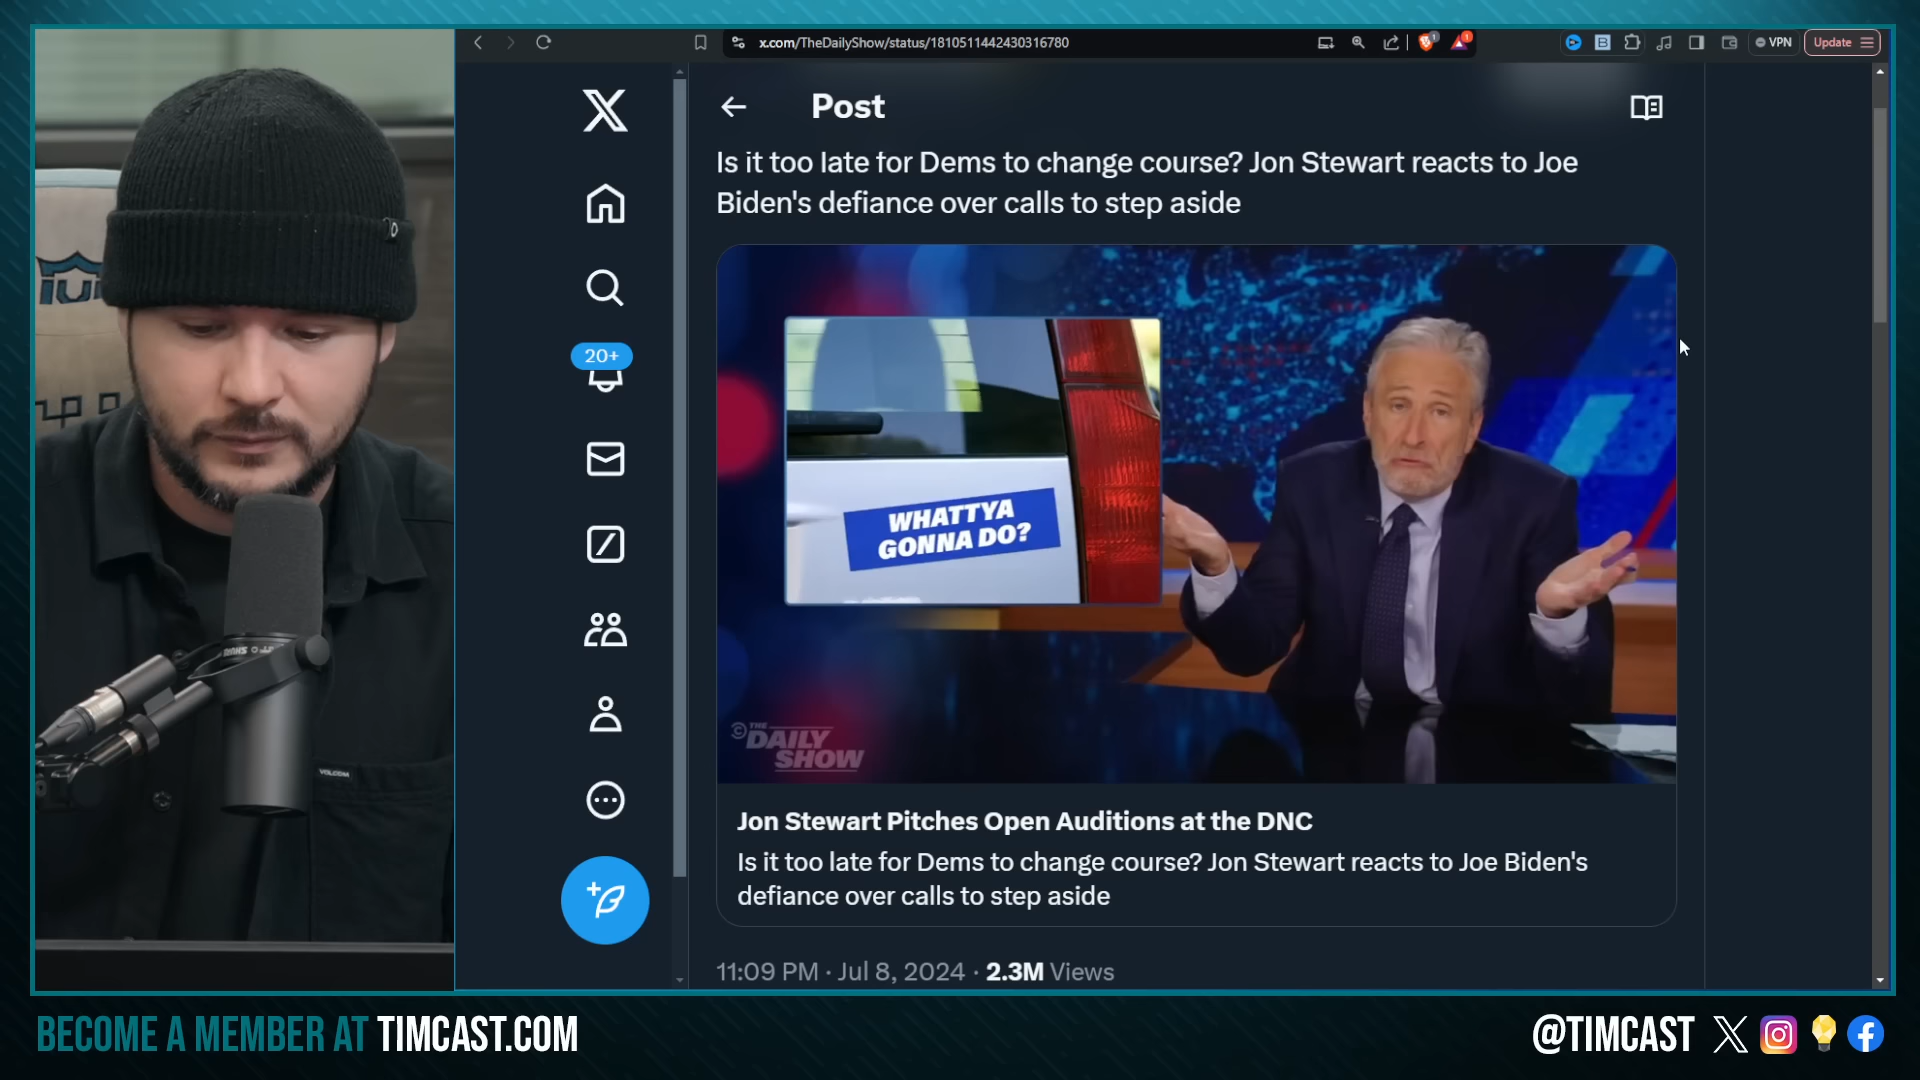 x.com/TheDailyShow/status/1810511442430316780
VPN
Update
Post
Is it too late for Dems to change course? Jon Stewart reacts to Joe
Biden's defiance over calls to step aside
20+
WHATTYA
GONNA DO?
THE
DAILY
SHOW
Jon Stewart Pitches Open Auditions at the DNC
Is it too late for Dems to change course? Jon Stewart reacts to Joe Biden's
defiance over calls to step aside
11:09 PM · Jul 8, 2024 · 2.3M Views
VOLCOM
BECOME A MEMBER AT TIMCAST.COM
@TIMCAST